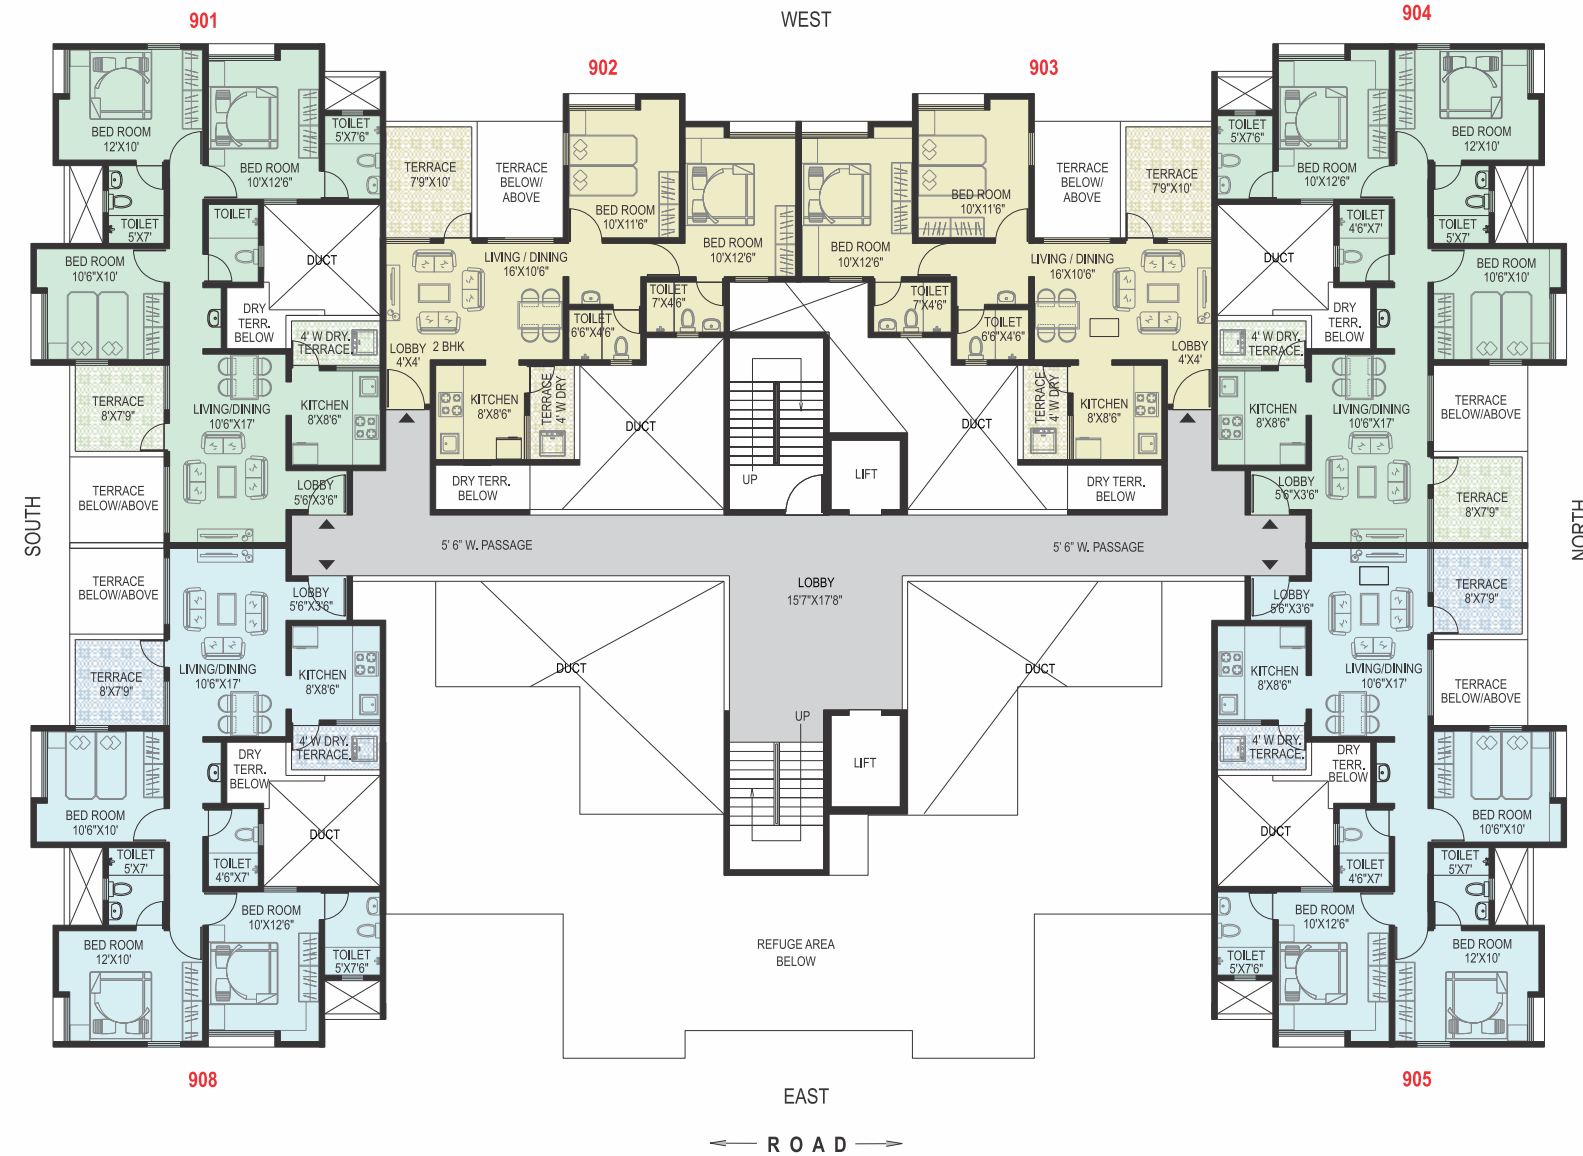 901
WEST
904
902
903
BED ROOM
12'X10'
BED ROOM
10'X12'6"
TOILET
5'X7'6"
TOILET
5'X7'
TOILET
BED ROOM
10'6"X10'
DUCT
DRY
TERR.
BELOW
4' W DRY.
TERRACE.
TERRACE
8'X7'9"
LIVING/DINING
10'6"X17'
KITCHEN
8'X8'6"
TERRACE
BELOW/ABOVE
LOBBY
5'6"X3'6"
TERRACE
7'9"X10'
TERRACE
BELOW/
ABOVE
BED ROOM
10'X11'6"
BED ROOM
10'X12'6"
LIVING / DINING
16'X10'6"
TOILET
7'X4'6"
TOILET
6'6"X4'6"
LOBBY
4'X4'
2 BHK
KITCHEN
8'X8'6"
TERRACE
4' W DRY
DUCT
DRY TERR.
BELOW
UP
LIFT
BED ROOM
10'X12'6"
BED ROOM
10'X11'6"
TERRACE
BELOW/
ABOVE
TERRACE
7'9"X10'
LIVING / DINING
16'X10'6"
TOILET
7'X4'6"
TOILET
6'6"X4'6"
LOBBY
4'X4'
TERRACE
4' W DRY
KITCHEN
8'X8'6"
DUCT
DRY TERR.
BELOW
TOILET
5'X7'6"
BED ROOM
10'X12'6"
BED ROOM
12'X10'
TOILET
4'6"X7'
TOILET
5'X7'
DUCT
BED ROOM
10'6"X10'
DRY
TERR.
BELOW
4' W DRY.
TERRACE.
KITCHEN
8'X8'6"
LIVING/DINING
10'6"X17'
TERRACE
BELOW/ABOVE
LOBBY
5'6"X3'6"
TERRACE
8'X7'9"
SOUTH
NORTH
5' 6" W. PASSAGE
5' 6" W. PASSAGE
LOBBY
15'7"X17'8"
TERRACE
BELOW/ABOVE
LOBBY
5'6"X3'6"
TERRACE
8'X7'9"
LIVING/DINING
10'6"X17'
KITCHEN
8'X8'6"
4' W DRY.
TERRACE.
DRY
TERR.
BELOW
BED ROOM
10'6"X10'
DUCT
TOILET
5'X7'
TOILET
4'6"X7'
BED ROOM
12'X10'
BED ROOM
10'X12'6"
TOILET
5'X7'6"
DUCT
DUCT
UP
LIFT
REFUGE AREA
BELOW
LOBBY
5'6"X3'6"
TERRACE
8'X7'9"
KITCHEN
8'X8'6"
LIVING/DINING
10'6"X17'
TERRACE
BELOW/ABOVE
4' W DRY.
TERRACE.
DRY
TERR.
BELOW
BED ROOM
10'6"X10'
DUCT
TOILET
4'6"X7'
TOILET
5'X7'
BED ROOM
10'X12'6"
BED ROOM
12'X10'
TOILET
5'X7'6"
908
905
EAST
ROAD